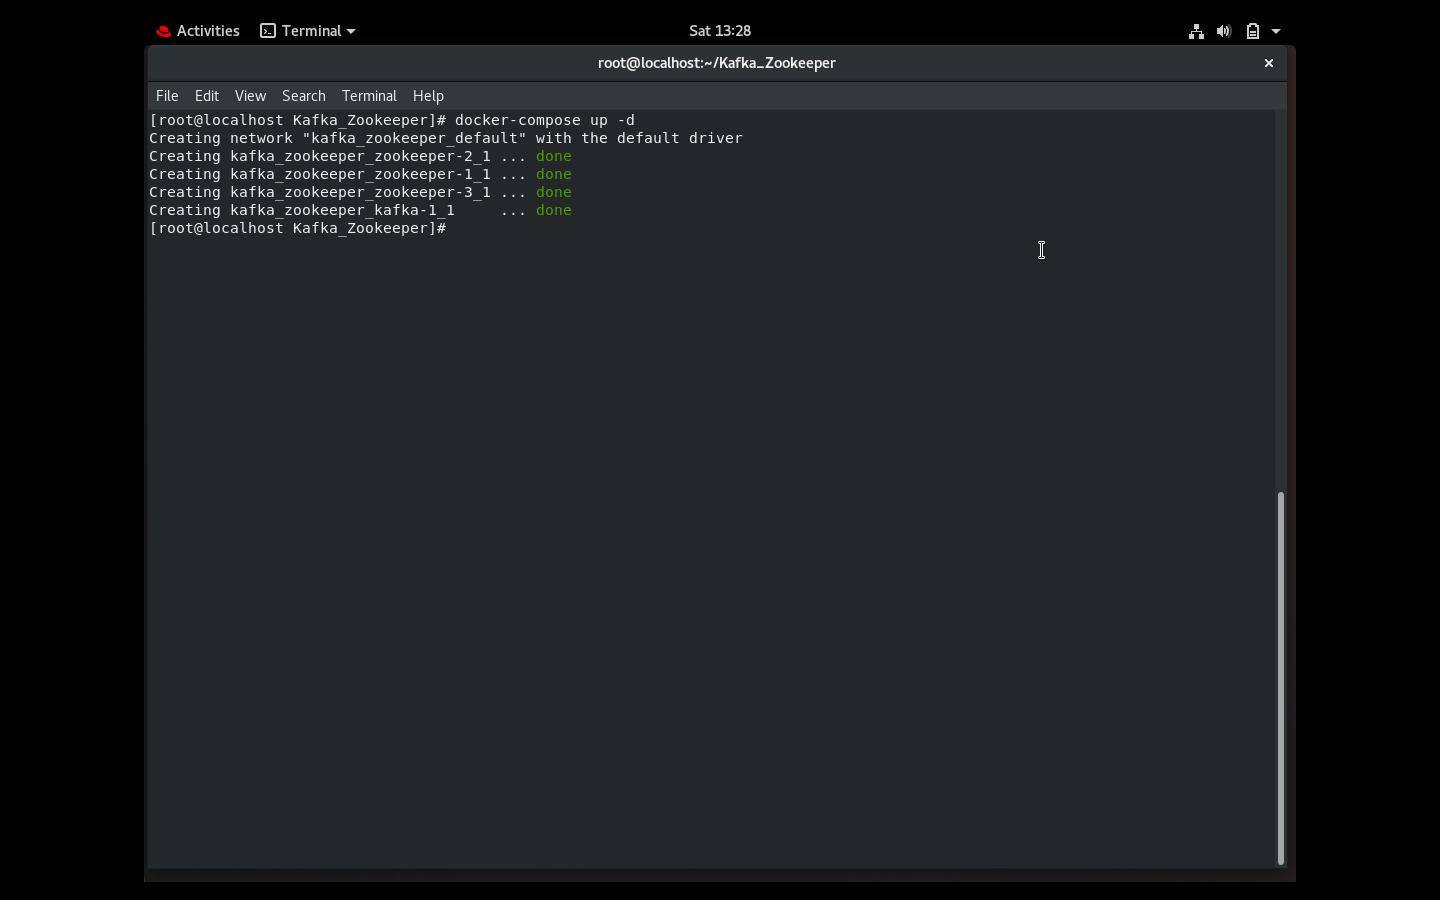 Activities Terminal Sat 13:28
root@localhost:~/Kafka_Zookeeper
File Edit View Search Terminal Help
[root@localhost Kafka_Zookeeper]# docker-compose up -d
Creating network "kafka_zookeeper_default" with the default driver
Creating kafka_zookeeper_zookeeper-2_1 ... done
Creating kafka_zookeeper_zookeeper-1_1 ... done
Creating kafka_zookeeper_zookeeper-3_1 ... done
Creating kafka_zookeeper_kafka-1_1     ... done
[root@localhost Kafka_Zookeeper]#